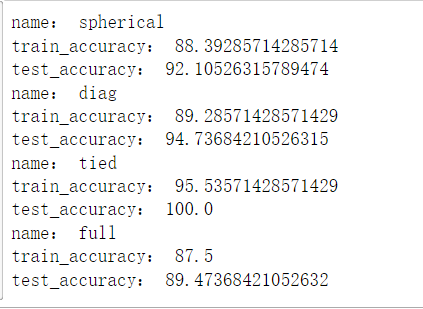 name： spherical
train_accuracy： 88.39285714285714
test_accuracy： 92.10526315789474
name： diag
train_accuracy： 89.28571428571429
test_accuracy： 94.73684210526315
name： tied
train_accuracy： 95.53571428571429
test_accuracy： 100.0
name： full
train_accuracy： 87.5
test_accuracy： 89.47368421052632